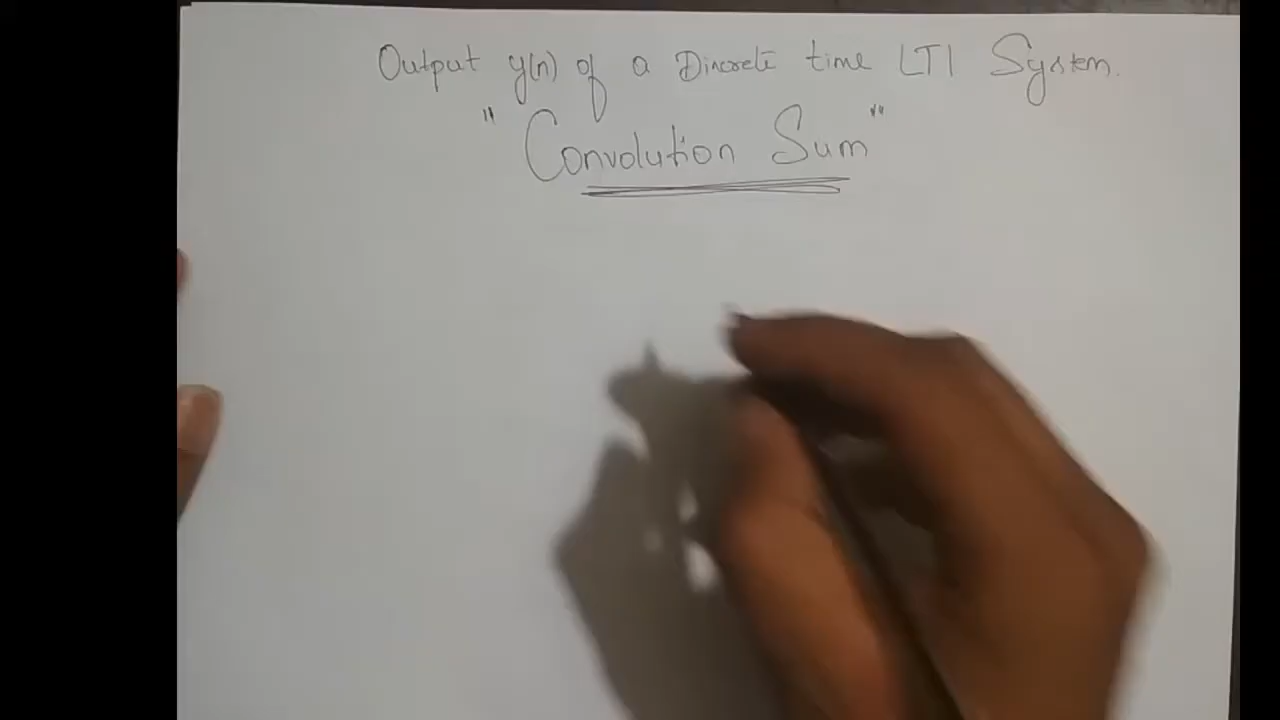 Output y(n) of a Discrete time LTI System.
"Convolution Sum"